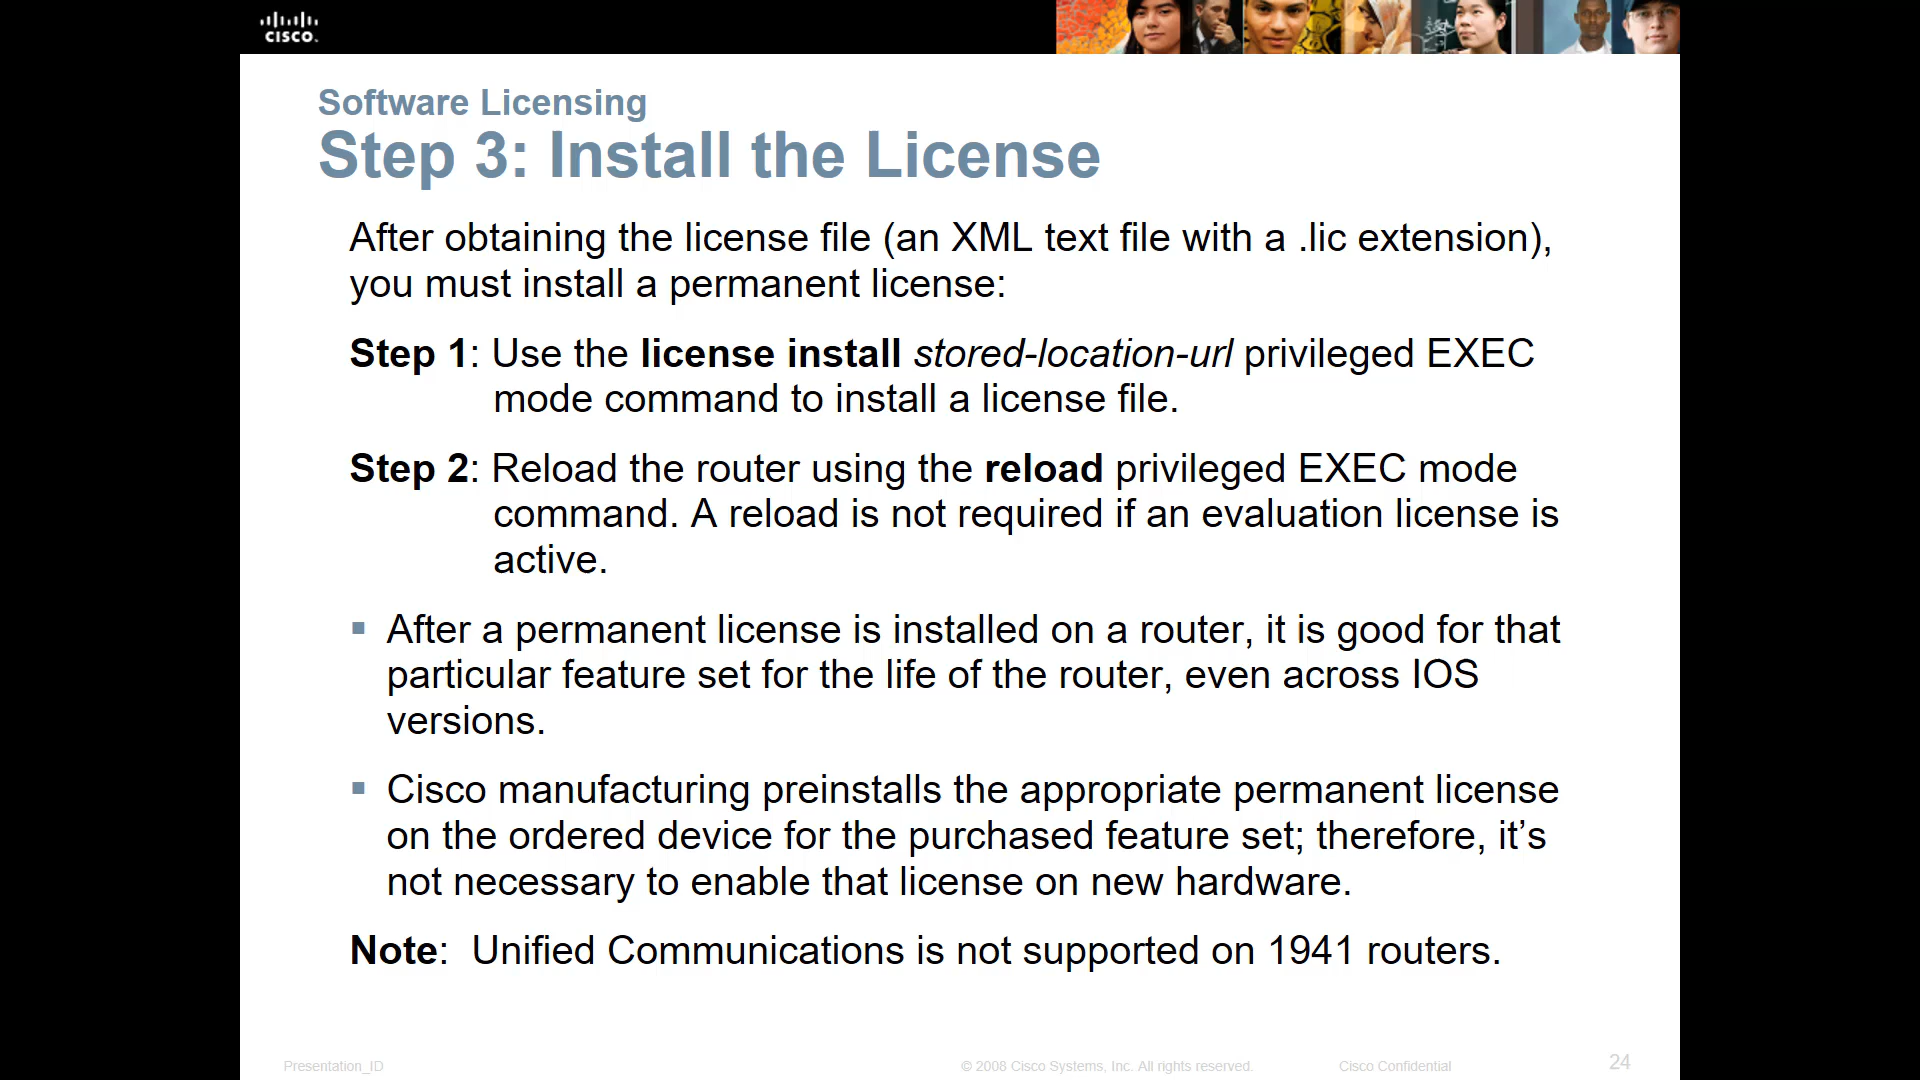 CISCO.
Software Licensing
Step 3: Install the License
After obtaining the license file (an XML text file with a .lic extension),
you must install a permanent license:
Step 1: Use the license install stored-location-url privileged EXEC
mode command to install a license file.
Step 2: Reload the router using the reload privileged EXEC mode
command. A reload is not required if an evaluation license is
active.
▪ After a permanent license is installed on a router, it is good for that
particular feature set for the life of the router, even across IOS
versions.
▪ Cisco manufacturing preinstalls the appropriate permanent license
on the ordered device for the purchased feature set; therefore, it’s
not necessary to enable that license on new hardware.
Note: Unified Communications is not supported on 1941 routers.
Presentation_ID © 2008 Cisco Systems, Inc. All rights reserved. Cisco Confidential 24